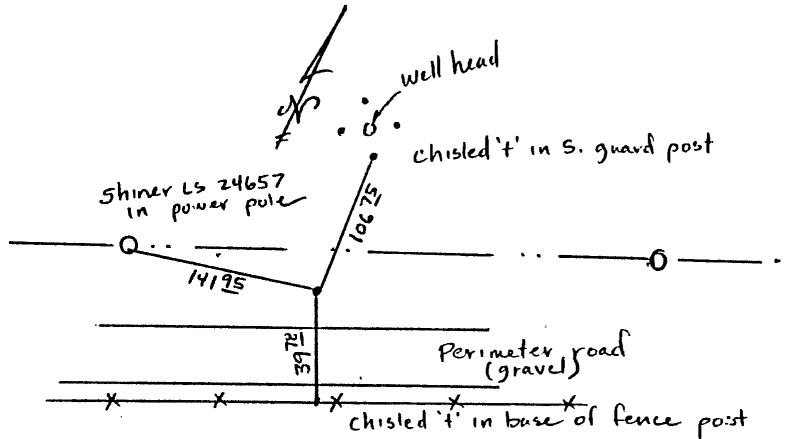 well head
N
chisled 't' in S. guard post
Shiner LS 24657
in power pole
106 75
141 95
39 72
Perimeter road
(gravel)
chisled 't' in base of fence post